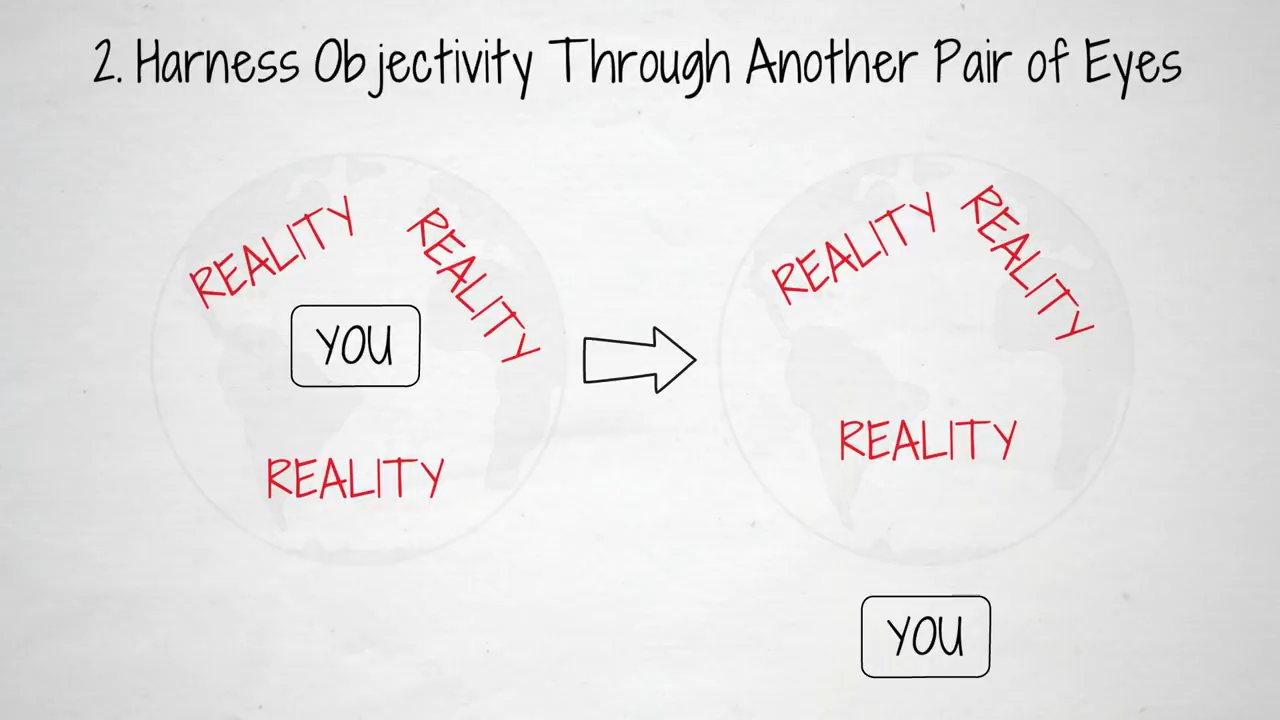 2. Harness Objectivity Through Another Pair of Eyes
REALITY
REALITY
YOU
REALITY
REALITY
REALITY
REALITY
YOU